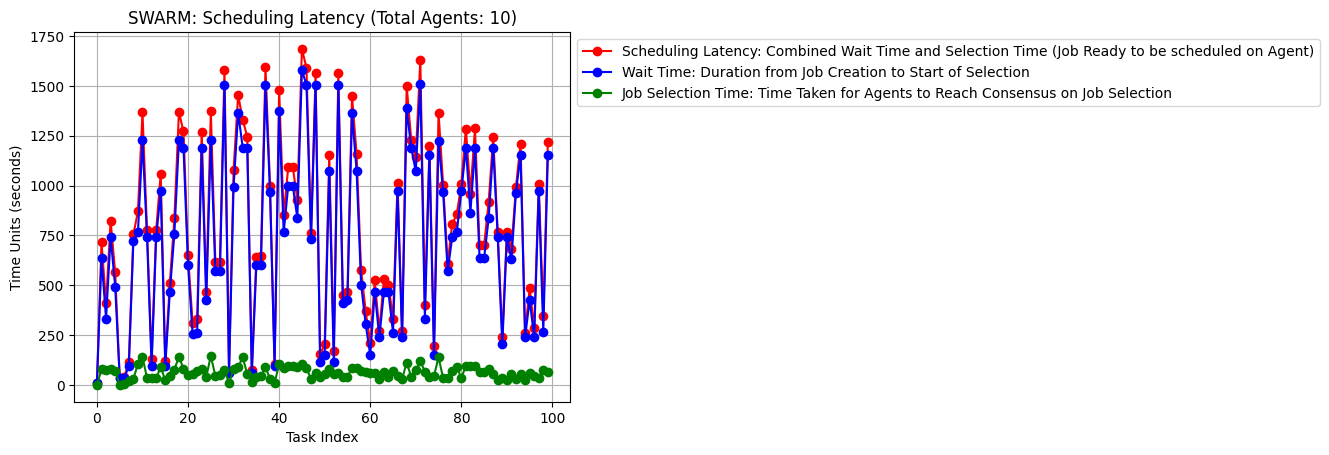 SWARM: Scheduling Latency (Total Agents: 10)
Scheduling Latency: Combined Wait Time and Selection Time (Job Ready to be scheduled on Agent)
Wait Time: Duration from Job Creation to Start of Selection
Job Selection Time: Time Taken for Agents to Reach Consensus on Job Selection
Time Units (seconds)
1750
1500
1250
1000
750
500
250
0
0 20 40 60 80 100
Task Index